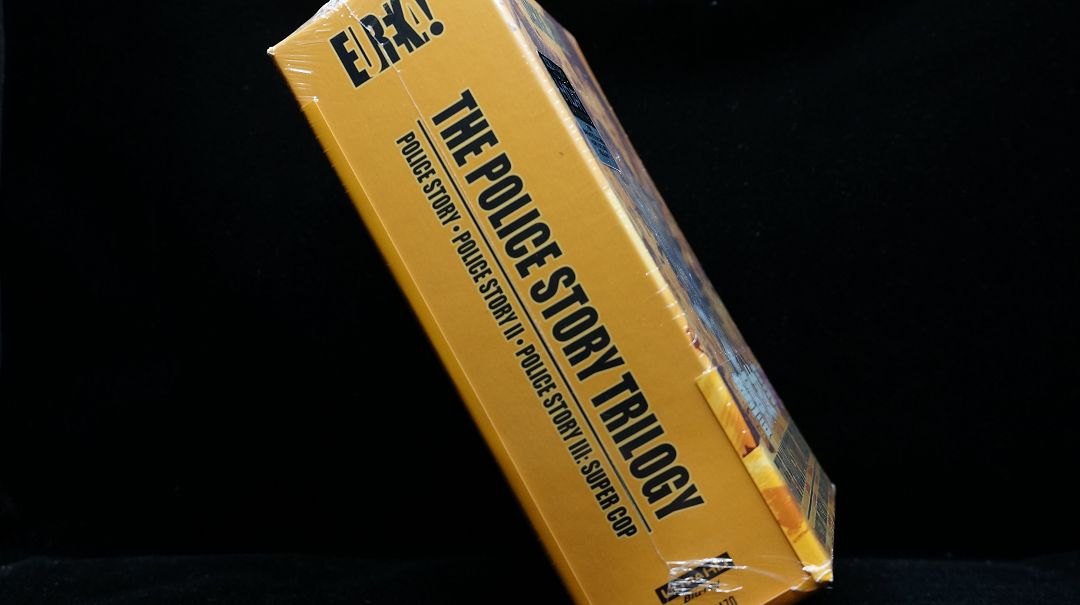 EUREKA!
THE POLICE STORY TRILOGY
POLICE STORY • POLICE STORY II • POLICE STORY III: SUPER COP